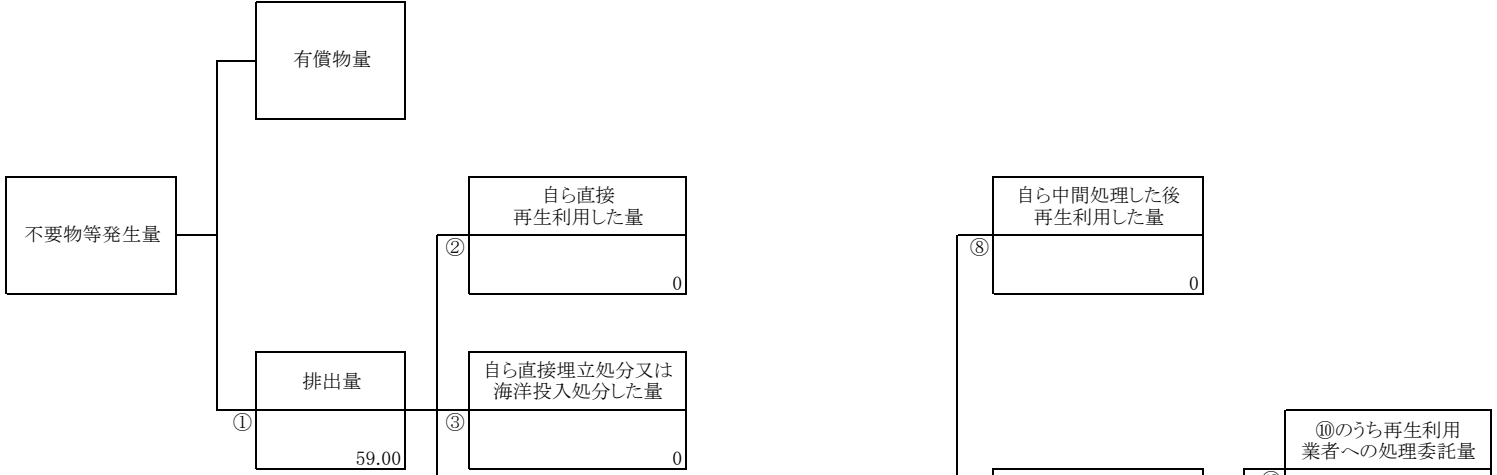 有償物量
不要物等発生量
自ら直接
再生利用した量
②
0
自ら中間処理した後
再生利用した量
⑧
0
排出量
①
59.00
自ら直接埋立処分又は
海洋投入処分した量
③
0
⑩のうち再生利用
業者への処理委託量